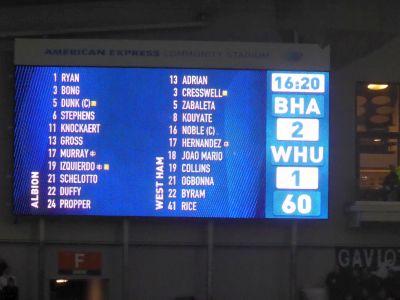 AMERICAN EXPRESS COMMUNITY STADIUM
ALBION
1 RYAN
3 BONG
5 DUNK (C)
6 STEPHENS
11 KNOCKAERT
13 GROSS
17 MURRAY
19 IZQUIERDO
21 SCHELOTTO
22 DUFFY
24 PROPPER
WEST HAM
13 ADRIAN
3 CRESSWELL
5 ZABALETA
8 KOUYATE
16 NOBLE (C)
17 HERNANDEZ
18 JOAO MARIO
19 COLLINS
21 OGBONNA
22 BYRAM
41 RICE
16:20
BHA
2
WHU
1
60
F